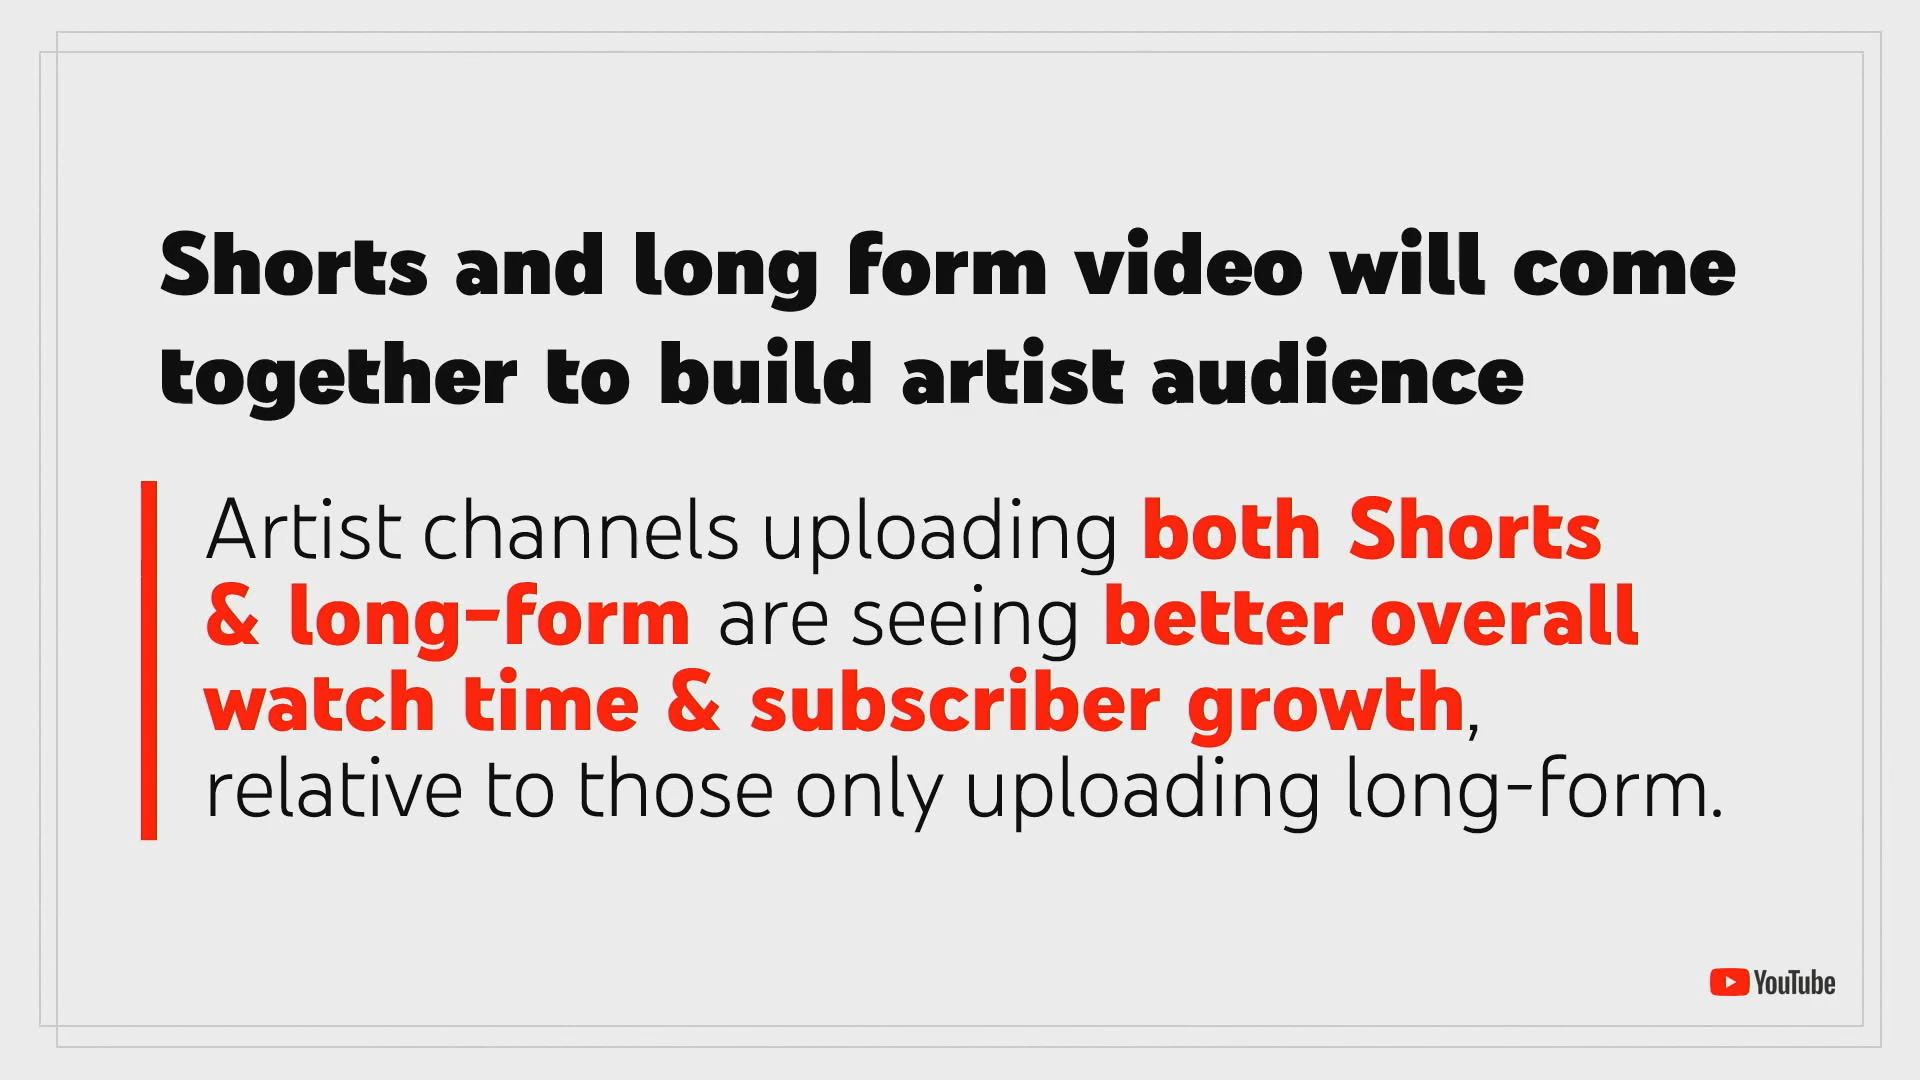 Shorts and long form video will come
together to build artist audience
Artist channels uploading both Shorts
& long-form are seeing better overall
watch time & subscriber growth,
relative to those only uploading long-form.
YouTube